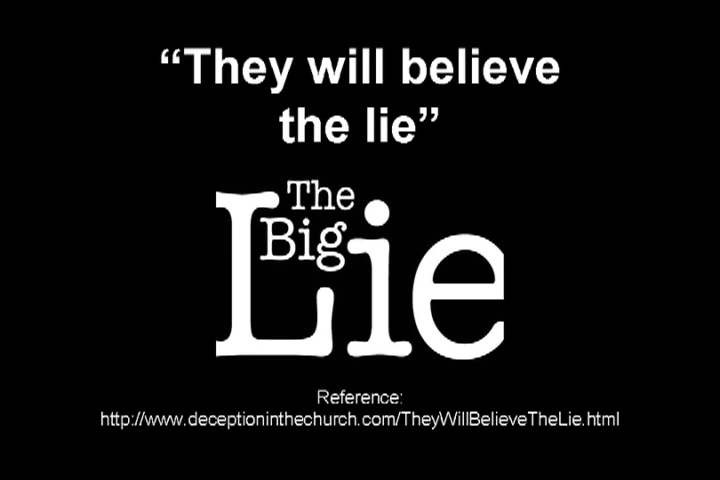 “They will believe
the lie”
The
Big
Lie
Reference:
http://www.deceptioninthechurch.com/TheyWillBelieveTheLie.html